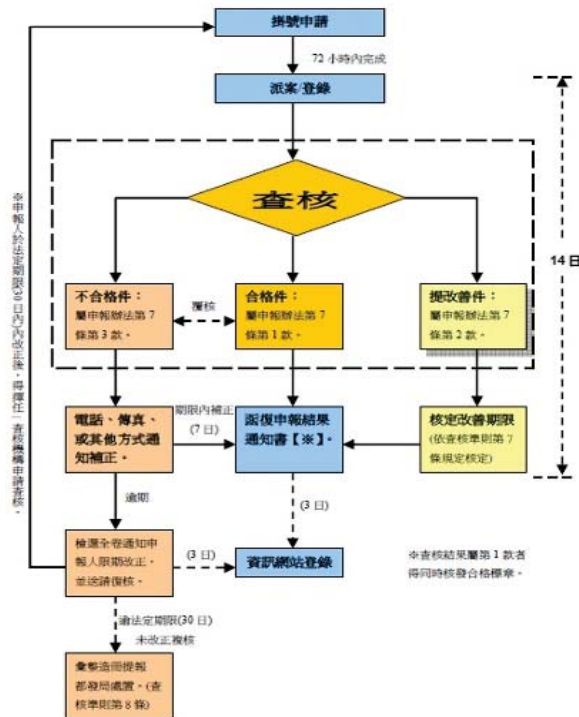 掛號申請
72 小時內完成
派案/登錄
查核
14日
不合格件：
屬申報辦法第 7
條第 3 款。
覆核
合格件：
屬申報辦法第 7
條第 1 款。
提改善件：
屬申報辦法第 7
條第 2 款。
※申報人於法定期限(30日內)內改正後，得擇任一查核機構申請查核。
電話、傳真、
或其他方式通
知補正。
期限內補正
(7 日)
函復申報結果
通知書【※】。
核定改善期限
(依查核準則第 7
條規定核定)
逾期
(3 日)
檢還全卷通知申
報人限期改正，
並送請復核。
(3 日)
資訊網站登錄
※查核結果屬第 1 款者
得同時核發合格標章。
逾法定期限(30 日)
未改正複核
彙整造冊提報
都發局處置。(查
核準則第 8 條)